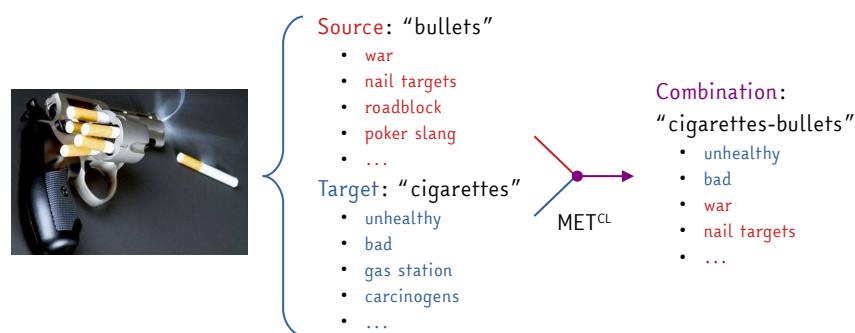 Source: “bullets”
• war
• nail targets
• roadblock
• poker slang
• ...
Target: “cigarettes”
• unhealthy
• bad
• gas station
• carcinogens
• ...
MET^CL
Combination:
“cigarettes-bullets”
• unhealthy
• bad
• war
• nail targets
• ...